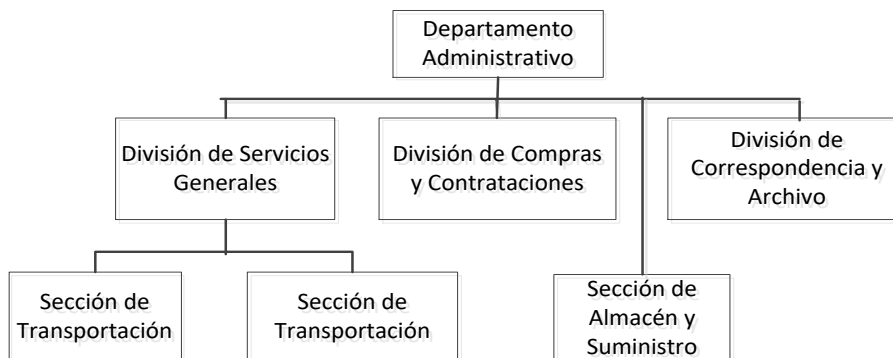 Departamento
Administrativo
División de Servicios
Generales
División de Compras
y Contrataciones
División de
Correspondencia y
Archivo
Sección de
Transportación
Sección de
Transportación
Sección de
Almacén y
Suministro